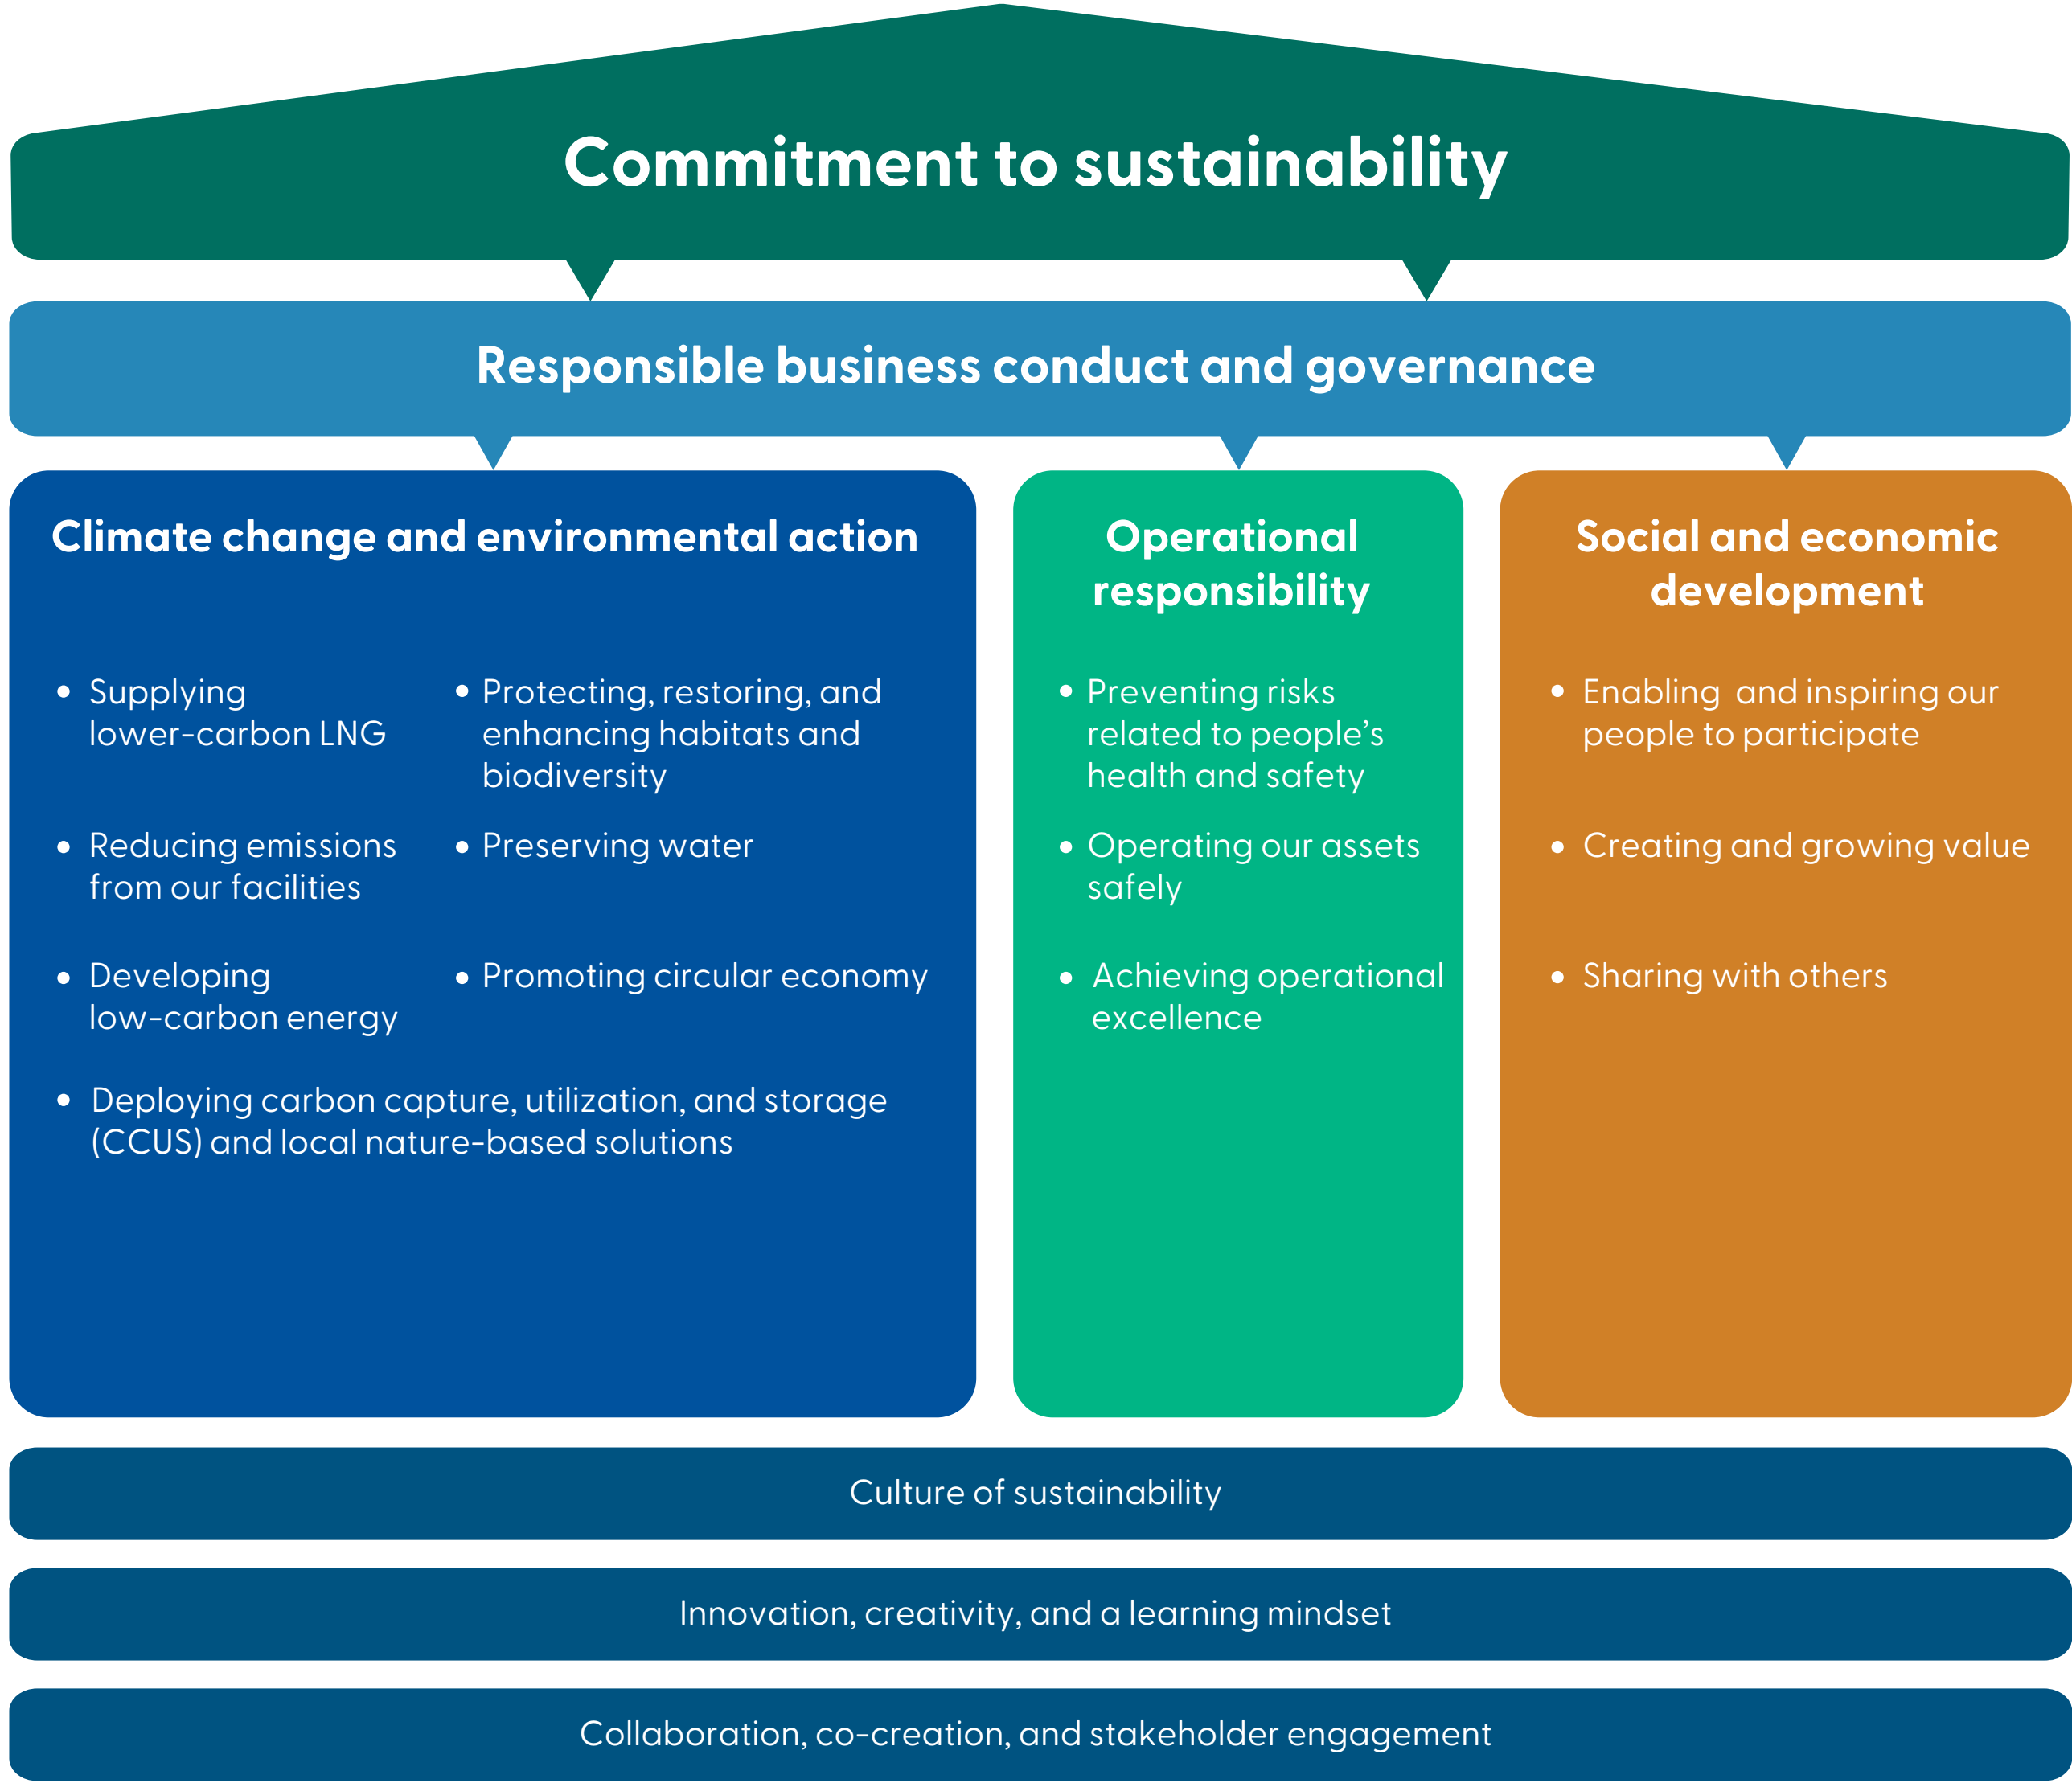 Commitment to sustainability
Responsible business conduct and governance
Climate change and environmental action
Supplying
lower-carbon LNG
Reducing emissions
from our facilities
Developing
low-carbon energy
Protecting, restoring, and
enhancing habitats and
biodiversity
Preserving water
Promoting circular economy
Deploying carbon capture, utilization, and storage
(CCUS) and local nature-based solutions
Operational
responsibility
Preventing risks
related to people’s
health and safety
Operating our assets
safely
Achieving operational
excellence
Social and economic
development
Enabling  and inspiring our
people to participate
Creating and growing value
Sharing with others
Culture of sustainability
Innovation, creativity, and a learning mindset
Collaboration, co-creation, and stakeholder engagement